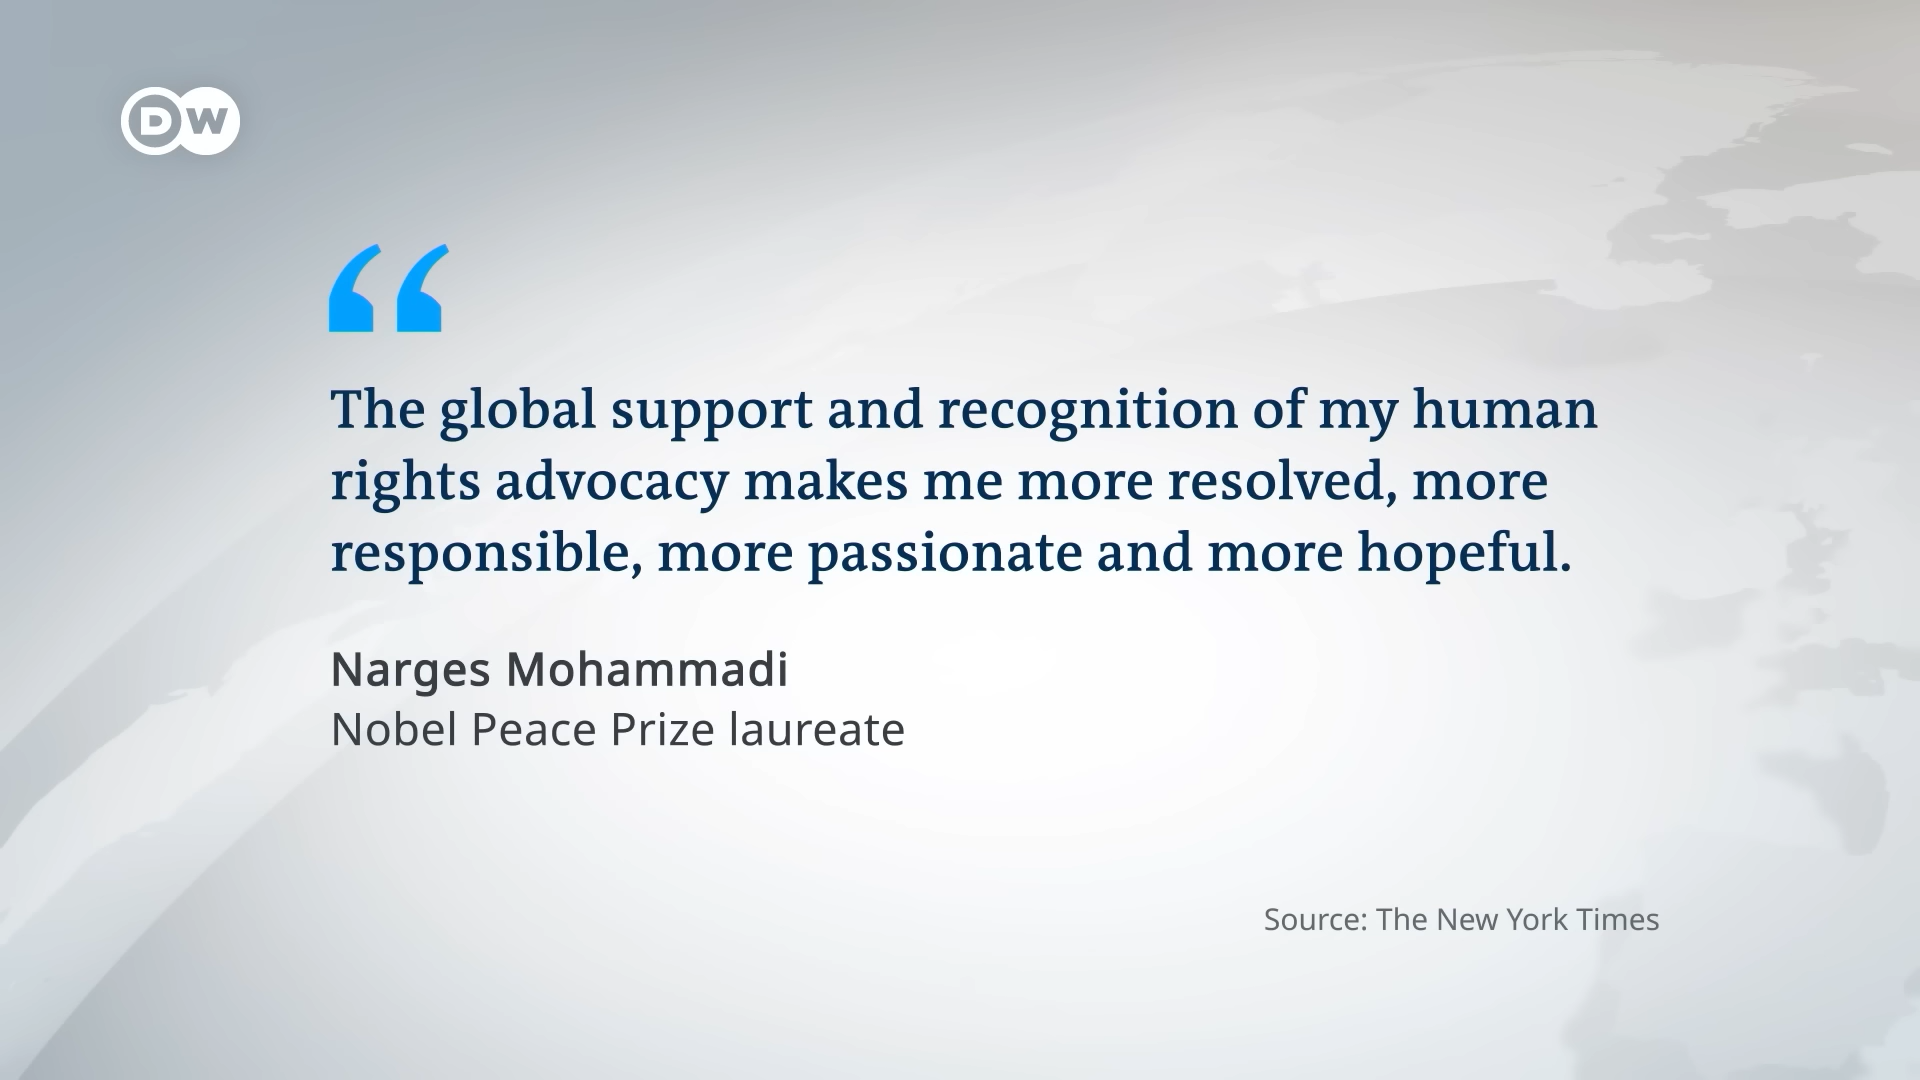 DW
“
The global support and recognition of my human
rights advocacy makes me more resolved, more
responsible, more passionate and more hopeful.
Narges Mohammadi
Nobel Peace Prize laureate
Source: The New York Times